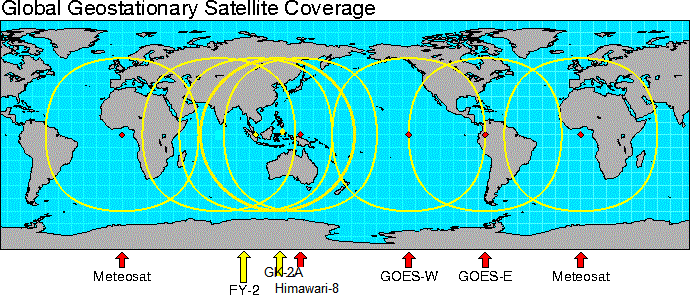 Global Geostationary Satellite Coverage
Meteosat
FY-2
GK-2A
Himawari-8
GOES-W
GOES-E
Meteosat